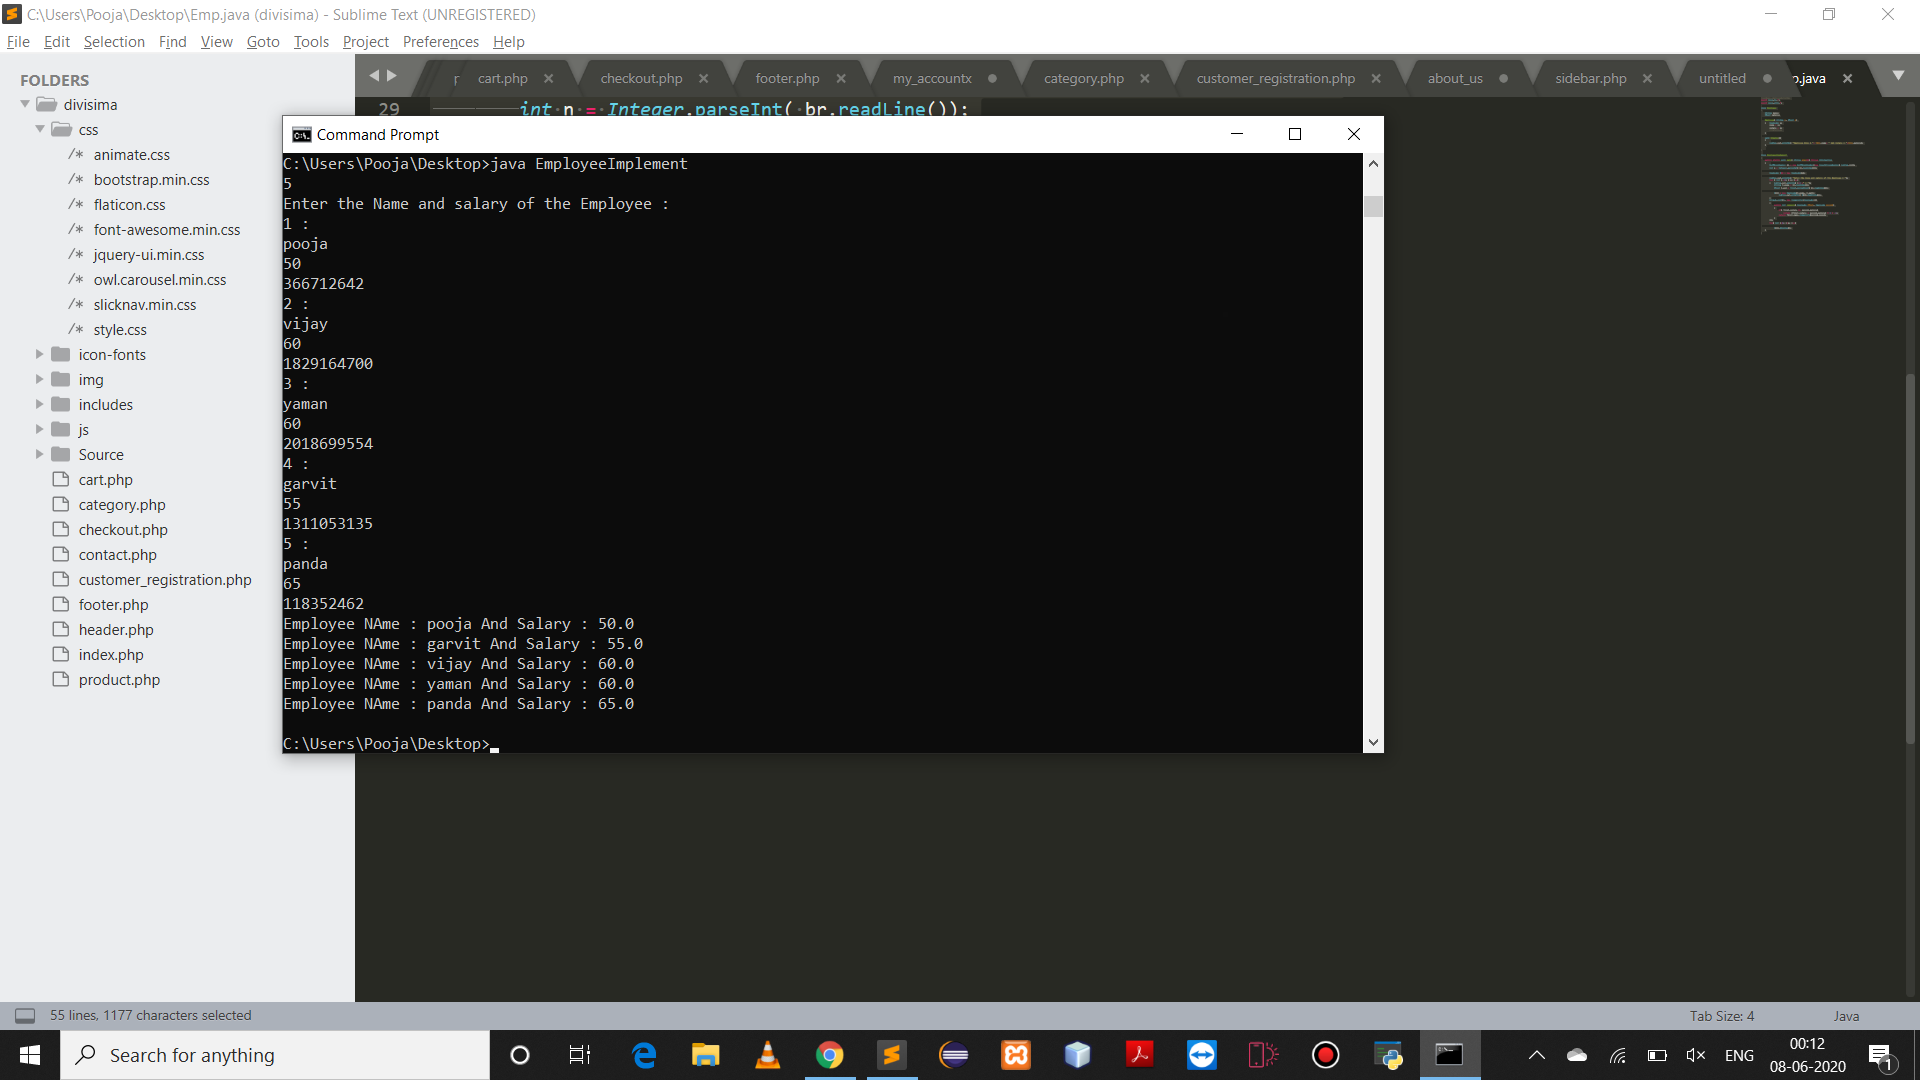 C:\Users\Pooja\Desktop\Emp.java (divisima) - Sublime Text (UNREGISTERED)
File Edit Selection Find View Goto Tools Project Preferences Help
FOLDERS
divisima
css
/* animate.css
/* bootstrap.min.css
/* flaticon.css
/* font-awesome.min.css
/* jquery-ui.min.css
/* owl.carousel.min.css
/* slicknav.min.css
/* style.css
icon-fonts
img
includes
js
Source
cart.php
category.php
checkout.php
contact.php
customer_registration.php
footer.php
header.php
index.php
product.php
cart.php checkout.php footer.php my_accountx category.php customer_registration.php about_us sidebar.php untitled p.java
29 int n = Integer.parseInt( br.readLine());
Command Prompt
C:\Users\Pooja\Desktop>java EmployeeImplement
5
Enter the Name and salary of the Employee :
1 :
pooja
50
366712642
2 :
vijay
60
1829164700
3 :
yaman
60
2018699554
4 :
garvit
55
1311053135
5 :
panda
65
118352462
Employee NAme : pooja And Salary : 50.0
Employee NAme : garvit And Salary : 55.0
Employee NAme : vijay And Salary : 60.0
Employee NAme : yaman And Salary : 60.0
Employee NAme : panda And Salary : 65.0
C:\Users\Pooja\Desktop>
55 lines, 1177 characters selected
Tab Size: 4
Java
Search for anything
ENG
00:12
08-06-2020
1